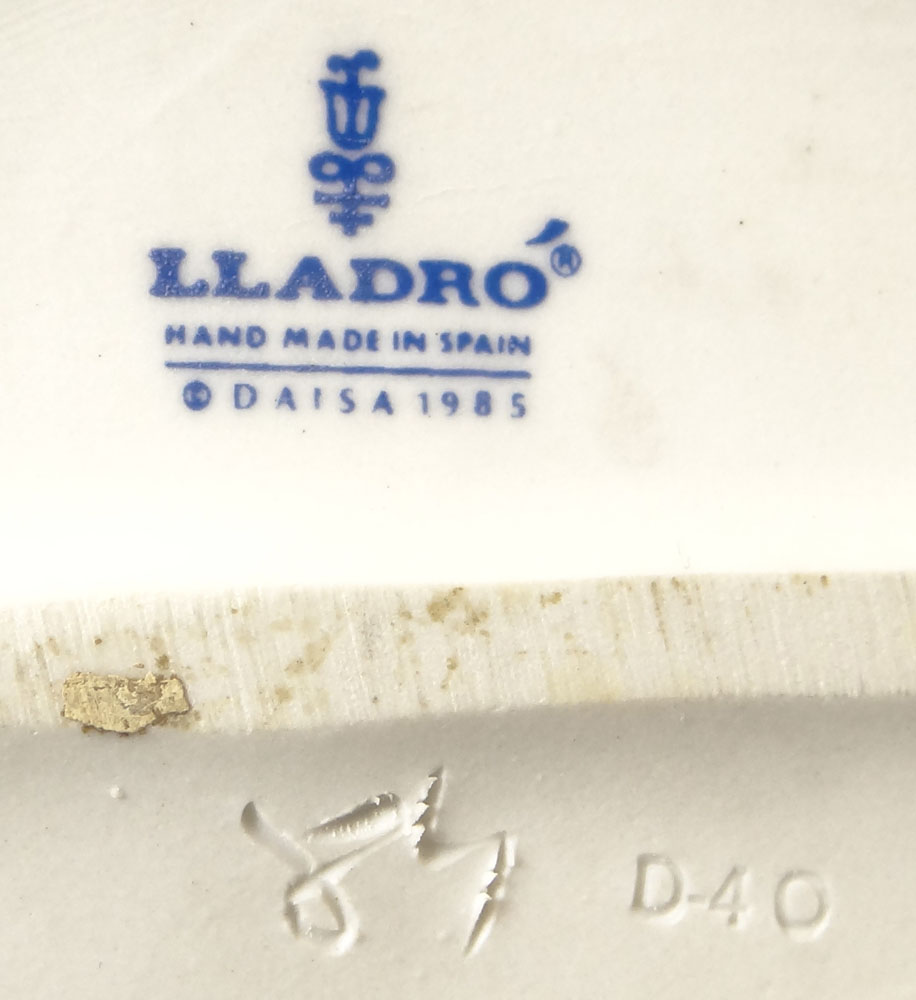 LLADRÓ®
HAND MADE IN SPAIN
© DAISA 1985
D-40